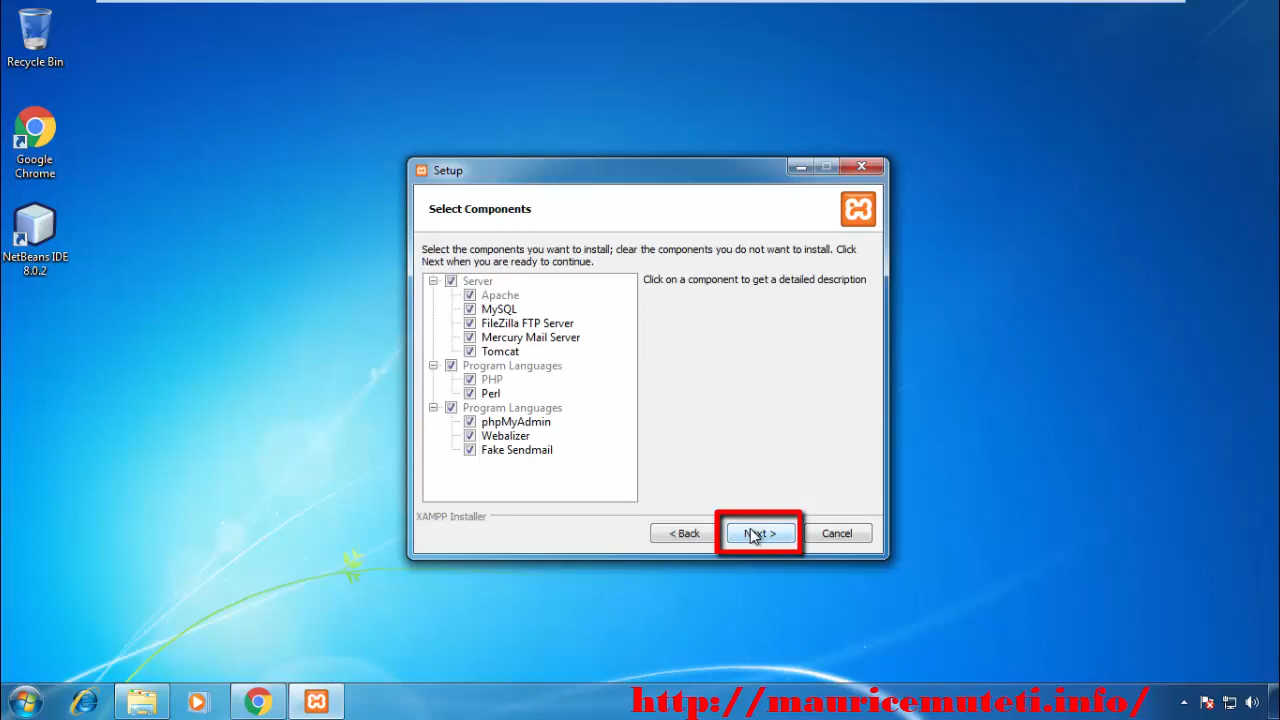 Recycle Bin
Google
Chrome
NetBeans IDE
8.0.2
Setup
Select Components
Select the components you want to install; clear the components you do not want to install. Click
Next when you are ready to continue.
Server
Apache
MySQL
FileZilla FTP Server
Mercury Mail Server
Tomcat
Program Languages
PHP
Perl
Program Languages
phpMyAdmin
Webalizer
Fake Sendmail
Click on a component to get a detailed description
XAMPP Installer
< Back
Next >
Cancel
http://mauricemuteti.info/